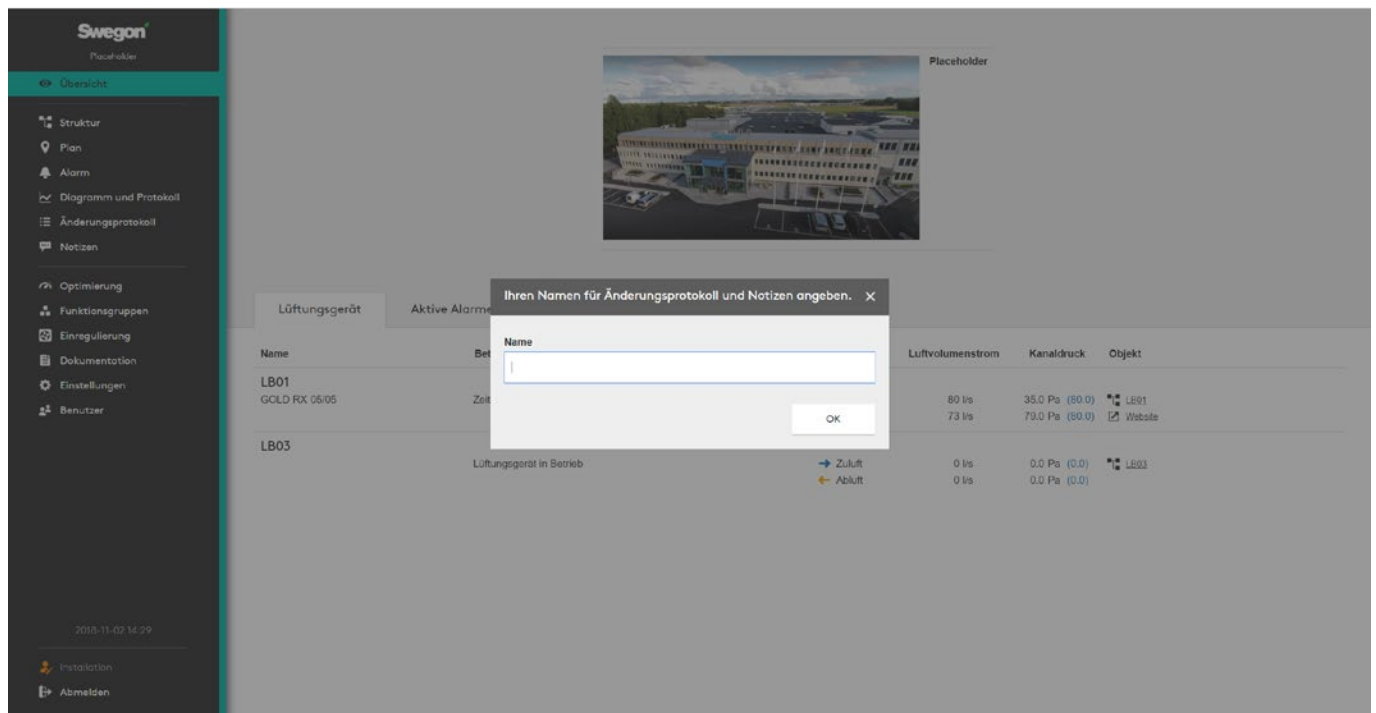 Swegon
Placeholder
Übersicht
Struktur
Plan
Alarm
Diagramm und Protokoll
Änderungsprotokoll
Notizen
Optimierung
Funktionsgruppen
Einregulierung
Dokumentation
Einstellungen
Benutzer
2018-11-02 14:29
Installation
Abmelden
Placeholder
Lüftungsgerät Aktive Alarme
Ihren Namen für Änderungsprotokoll und Notizen angeben.
Name
OK
Name Bet Luftvolumenstrom Kanaldruck Objekt
LB01
GOLD RX 05/05 Zeit 80 l/s 35.0 Pa (80.0) LB01
73 l/s 79.0 Pa (50.0) Website
LB03
Lüftungsgerät in Betrieb Zuluft 0 l/s 0.0 Pa (0.0) LB03
Abluft 0 l/s 0.0 Pa (0.0)